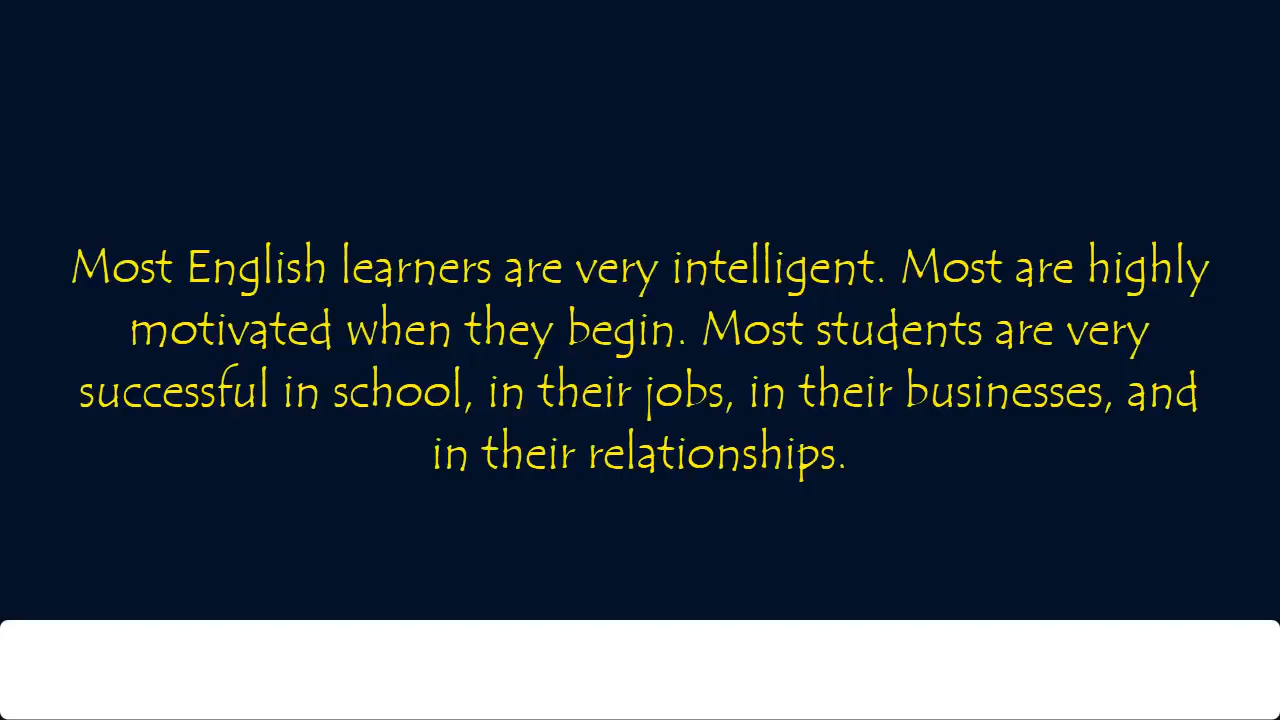 Most English learners are very intelligent. Most are highly
motivated when they begin. Most students are very
successful in school, in their jobs, in their businesses, and
in their relationships.